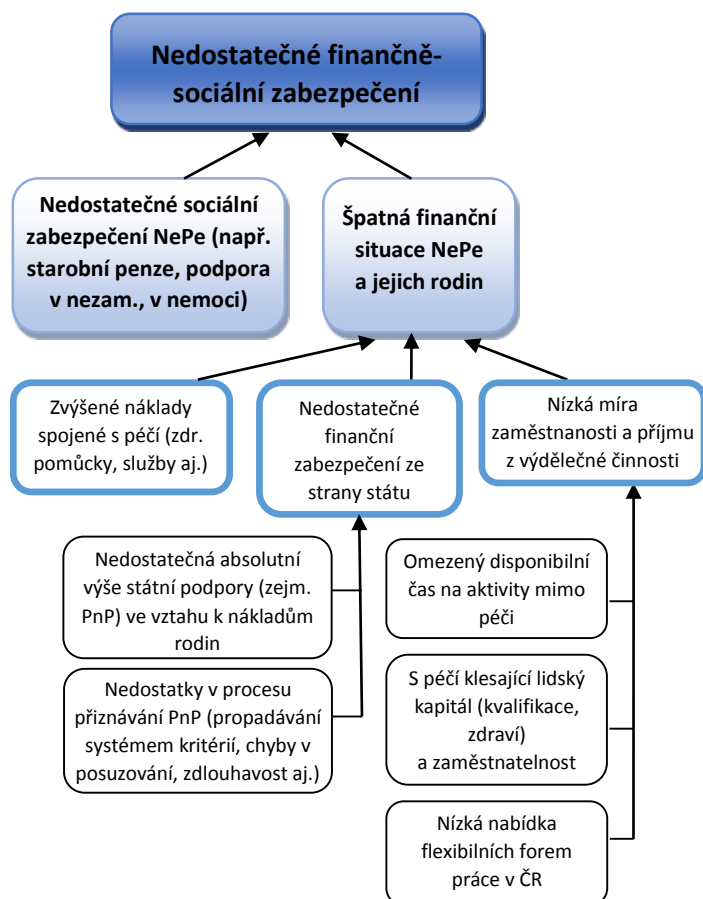 Nedostatečné finančně-
sociální zabezpečení
Nedostatečné sociální
zabezpečení NePe (např.
starobní penze, podpora
v nezam., v nemoci)
Špatná finanční
situace NePe
a jejich rodin
Zvýšené náklady
spojené s péčí (zdr.
pomůcky, služby aj.)
Nedostatečné
finanční
zabezpečení ze
strany státu
Nízká míra
zaměstnanosti a příjmu
z výdělečné činnosti
Nedostatečná absolutní
výše státní podpory (zejm.
PnP) ve vztahu k nákladům
rodin
Nedostatky v procesu
přiznávání PnP (propadávání
systémem kritérií, chyby v
posuzování, zdlouhavost aj.)
Omezený disponibilní
čas na aktivity mimo
péči
S péčí klesající lidský
kapitál (kvalifikace,
zdraví)
a zaměstnatelnost
Nízká nabídka
flexibilních forem
práce v ČR